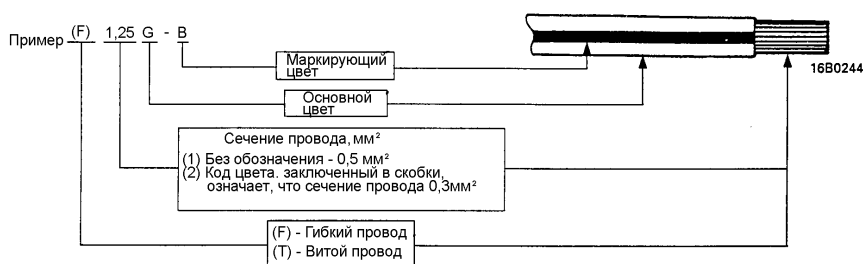 Пример (F) 1,25 G - B
16B0244
Маркирующий
цвет
Основной
цвет
Сечение провода, мм²
(1) Без обозначения - 0,5 мм²
(2) Код цвета. заключенный в скобки,
означает, что сечение провода 0,3мм²
(F) - Гибкий провод
(T) - Витой провод